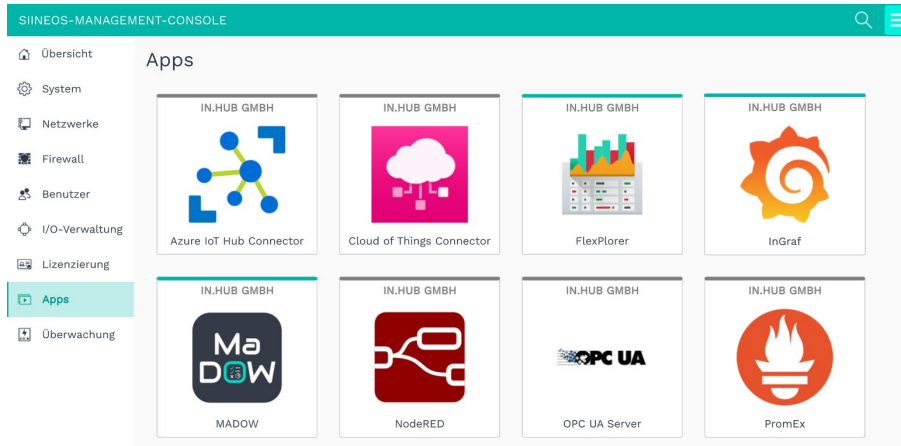 SIINEOS-MANAGEMENT-CONSOLE
Übersicht
System
Netzwerke
Firewall
Benutzer
I/O-Verwaltung
Lizenzierung
Apps
Überwachung
Apps
IN.HUB GMBH
Azure IoT Hub Connector
IN.HUB GMBH
Cloud of Things Connector
IN.HUB GMBH
FlexPlorer
IN.HUB GMBH
InGraf
IN.HUB GMBH
Ma
DOW
MADOW
IN.HUB GMBH
NodeRED
IN.HUB GMBH
OPC UA
OPC UA Server
IN.HUB GMBH
PromEx